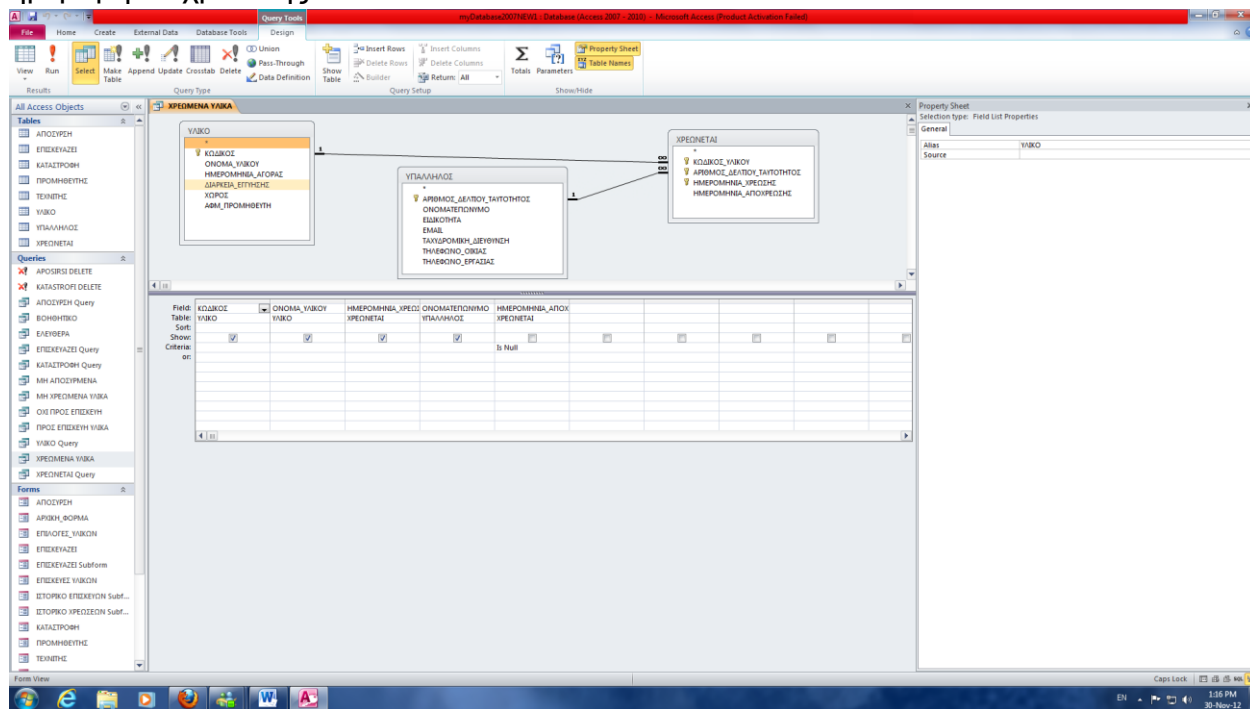 Query Tools
myDatabase2007NEW1 : Database (Access 2007 - 2010) - Microsoft Access (Product Activation Failed)
File Home Create External Data Database Tools Design
View Run Select Make Table Append Update Crosstab Delete
Union
Pass-Through
Data Definition
Show Table
Insert Rows
Delete Rows
Builder
Insert Columns
Delete Columns
Return: All
Totals Parameters
Property Sheet
Table Names
Results Query Type Query Setup Show/Hide
All Access Objects
Tables
ΑΠΟΣΥΡΣΗ
ΕΠΙΣΚΕΥΑΖΕΙ
ΚΑΤΑΣΤΡΟΦΗ
ΠΡΟΜΗΘΕΥΤΗΣ
ΤΕΧΝΙΤΗΣ
ΥΛΙΚΟ
ΥΠΑΛΛΗΛΟΣ
ΧΡΕΩΝΕΤΑΙ
Queries
APOSIRSI DELETE
KATASTROFI DELETE
ΑΠΟΣΥΡΣΗ Query
ΒΟΗΘΗΤΙΚΟ
ΕΛΕΥΘΕΡΑ
ΕΠΙΣΚΕΥΑΖΕΙ Query
ΚΑΤΑΣΤΡΟΦΗ Query
ΜΗ ΑΠΟΣΥΡΜΕΝΑ
ΜΗ ΧΡΕΩΜΕΝΑ ΥΛΙΚΑ
ΟΧΙ ΠΡΟΣ ΕΠΙΣΚΕΥΗ
ΠΡΟΣ ΕΠΙΣΚΕΥΗ ΥΛΙΚΑ
ΥΛΙΚΟ Query
ΧΡΕΩΜΕΝΑ ΥΛΙΚΑ
ΧΡΕΩΝΕΤΑΙ Query
Forms
ΑΠΟΣΥΡΣΗ
ΑΡΧΙΚΗ_ΦΟΡΜΑ
ΕΠΙΛΟΓΕΣ_ΥΛΙΚΩΝ
ΕΠΙΣΚΕΥΑΖΕΙ
ΕΠΙΣΚΕΥΑΖΕΙ Subform
ΕΠΙΣΚΕΥΕΣ ΥΛΙΚΩΝ
ΙΣΤΟΡΙΚΟ ΕΠΙΣΚΕΥΩΝ Subf...
ΙΣΤΟΡΙΚΟ ΧΡΕΩΣΕΩΝ Subf...
ΚΑΤΑΣΤΡΟΦΗ
ΠΡΟΜΗΘΕΥΤΗΣ
ΤΕΧΝΙΤΗΣ
ΧΡΕΩΜΕΝΑ ΥΛΙΚΑ
ΥΛΙΚΟ
*
ΚΩΔΙΚΟΣ
ΟΝΟΜΑ_ΥΛΙΚΟΥ
ΗΜΕΡΟΜΗΝΙΑ_ΑΓΟΡΑΣ
ΔΙΑΡΚΕΙΑ_ΕΓΓΥΗΣΗΣ
ΧΩΡΟΣ
ΑΦΜ_ΠΡΟΜΗΘΕΥΤΗ
1
ΥΠΑΛΛΗΛΟΣ
*
ΑΡΙΘΜΟΣ_ΔΕΛΤΙΟΥ_ΤΑΥΤΟΤΗΤΟΣ
ΟΝΟΜΑΤΕΠΩΝΥΜΟ
ΕΙΔΙΚΟΤΗΤΑ
EMAIL
ΤΑΧΥΔΡΟΜΙΚΗ_ΔΙΕΥΘΥΝΣΗ
ΤΗΛΕΦΩΝΟ_ΟΙΚΙΑΣ
ΤΗΛΕΦΩΝΟ_ΕΡΓΑΣΙΑΣ
1
∞
∞
ΧΡΕΩΝΕΤΑΙ
*
ΚΩΔΙΚΟΣ_ΥΛΙΚΟΥ
ΑΡΙΘΜΟΣ_ΔΕΛΤΙΟΥ_ΤΑΥΤΟΤΗΤΟΣ
ΗΜΕΡΟΜΗΝΙΑ_ΧΡΕΩΣΗΣ
ΗΜΕΡΟΜΗΝΙΑ_ΑΠΟΧΡΕΩΣΗΣ
Field: ΚΩΔΙΚΟΣ ΟΝΟΜΑ_ΥΛΙΚΟΥ ΗΜΕΡΟΜΗΝΙΑ_ΧΡΕΩΣ ΟΝΟΜΑΤΕΠΩΝΥΜΟ ΗΜΕΡΟΜΗΝΙΑ_ΑΠΟΧ
Table: ΥΛΙΚΟ ΥΛΙΚΟ ΧΡΕΩΝΕΤΑΙ ΥΠΑΛΛΗΛΟΣ ΧΡΕΩΝΕΤΑΙ
Sort:
Show:
Criteria: Is Null
or:
Property Sheet
Selection type: Field List Properties
General
Alias ΥΛΙΚΟ
Source
Form View
Caps Lock
EN
1:16 PM
30-Nov-12